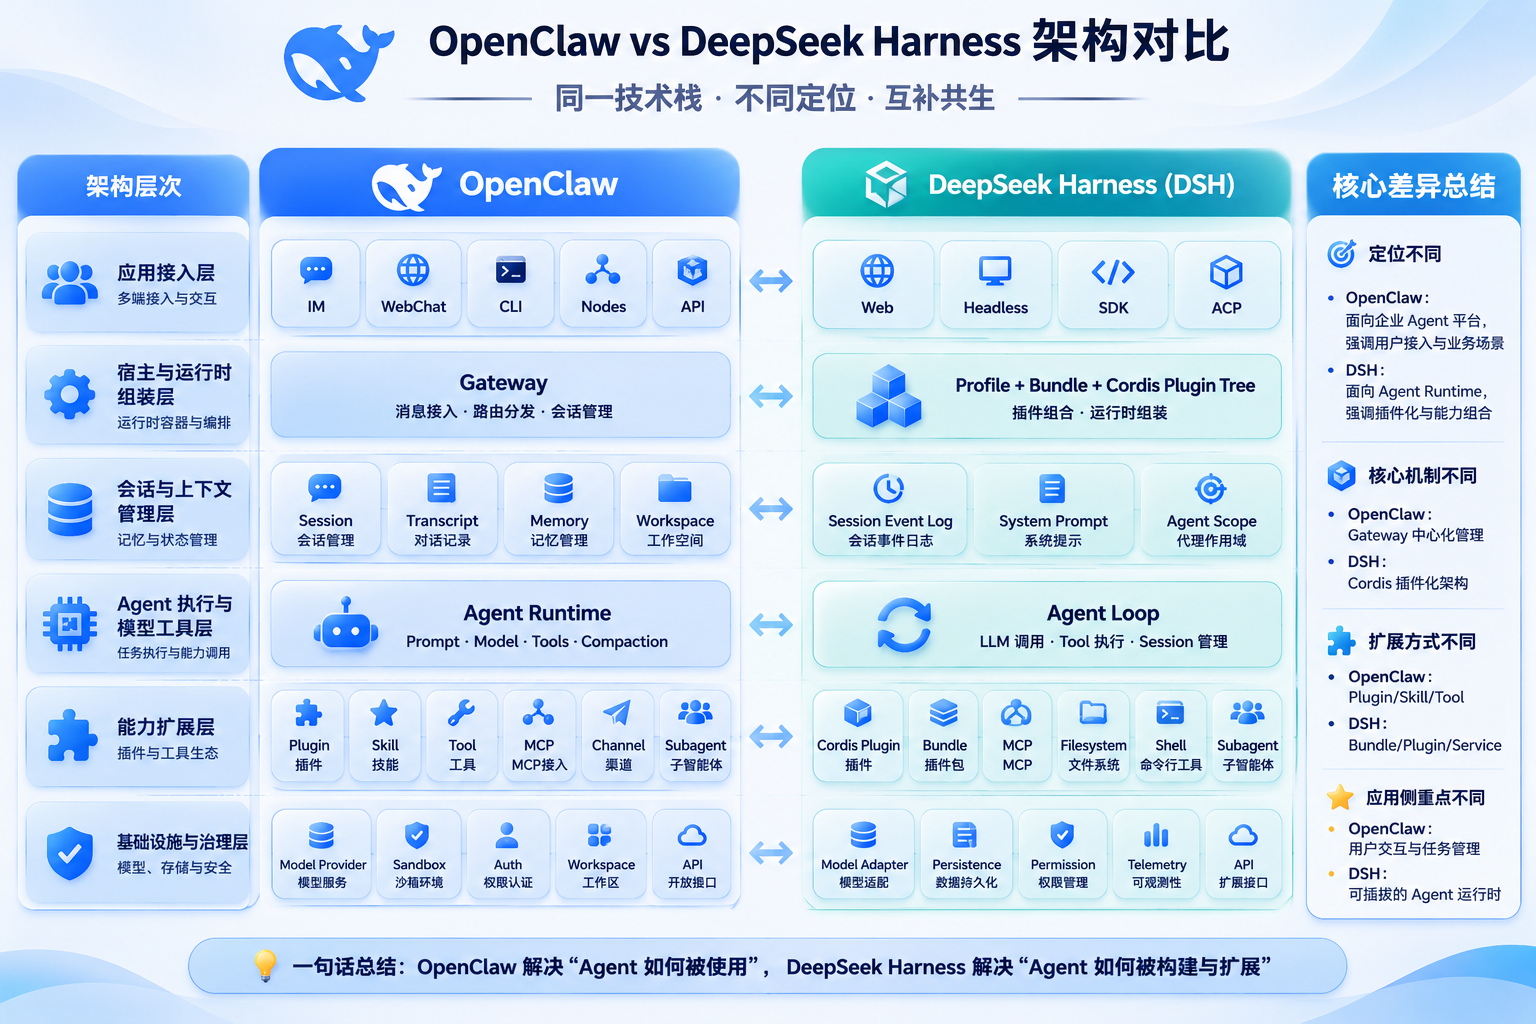 OpenClaw vs DeepSeek Harness 架构对比
同一技术栈 · 不同定位 · 互补共生
架构层次
OpenClaw
DeepSeek Harness (DSH)
核心差异总结
应用接入层
多端接入与交互
IM
WebChat
CLI
Nodes
API
Web
Headless
SDK
ACP
宿主与运行时
组装层
运行时容器与编排
Gateway
消息接入 · 路由分发 · 会话管理
Profile + Bundle + Cordis Plugin Tree
插件组合 · 运行时组装
会话与上下文
管理层
记忆与状态管理
Session
会话管理
Transcript
对话记录
Memory
记忆管理
Workspace
工作空间
Session Event Log
会话事件日志
System Prompt
系统提示
Agent Scope
代理作用域
Agent 执行与
模型工具层
任务执行与能力调用
Agent Runtime
Prompt · Model · Tools · Compaction
Agent Loop
LLM 调用 · Tool 执行 · Session 管理
能力扩展层
插件与工具生态
Plugin
插件
Skill
技能
Tool
工具
MCP
MCP接入
Channel
渠道
Subagent
子智能体
Cordis Plugin
插件
Bundle
插件包
MCP
MCP
Filesystem
文件系统
Shell
命令行工具
Subagent
子智能体
基础设施与治理层
模型、存储与安全
Model Provider
模型服务
Sandbox
沙箱环境
Auth
权限认证
Workspace
工作区
API
开放接口
Model Adapter
模型适配
Persistence
数据持久化
Permission
权限管理
Telemetry
可观测性
API
扩展接口
定位不同
• OpenClaw：
面向企业 Agent 平台，
强调用户接入与业务场景
• DSH：
面向 Agent Runtime，
强调插件化与能力组合
核心机制不同
• OpenClaw：
Gateway 中心化管理
• DSH：
Cordis 插件化架构
扩展方式不同
• OpenClaw：
Plugin/Skill/Tool
• DSH：
Bundle/Plugin/Service
应用侧重点不同
• OpenClaw：
用户交互与任务管理
• DSH：
可插拔的 Agent 运行时
一句话总结：OpenClaw 解决 “Agent 如何被使用”，DeepSeek Harness 解决 “Agent 如何被构建与扩展”